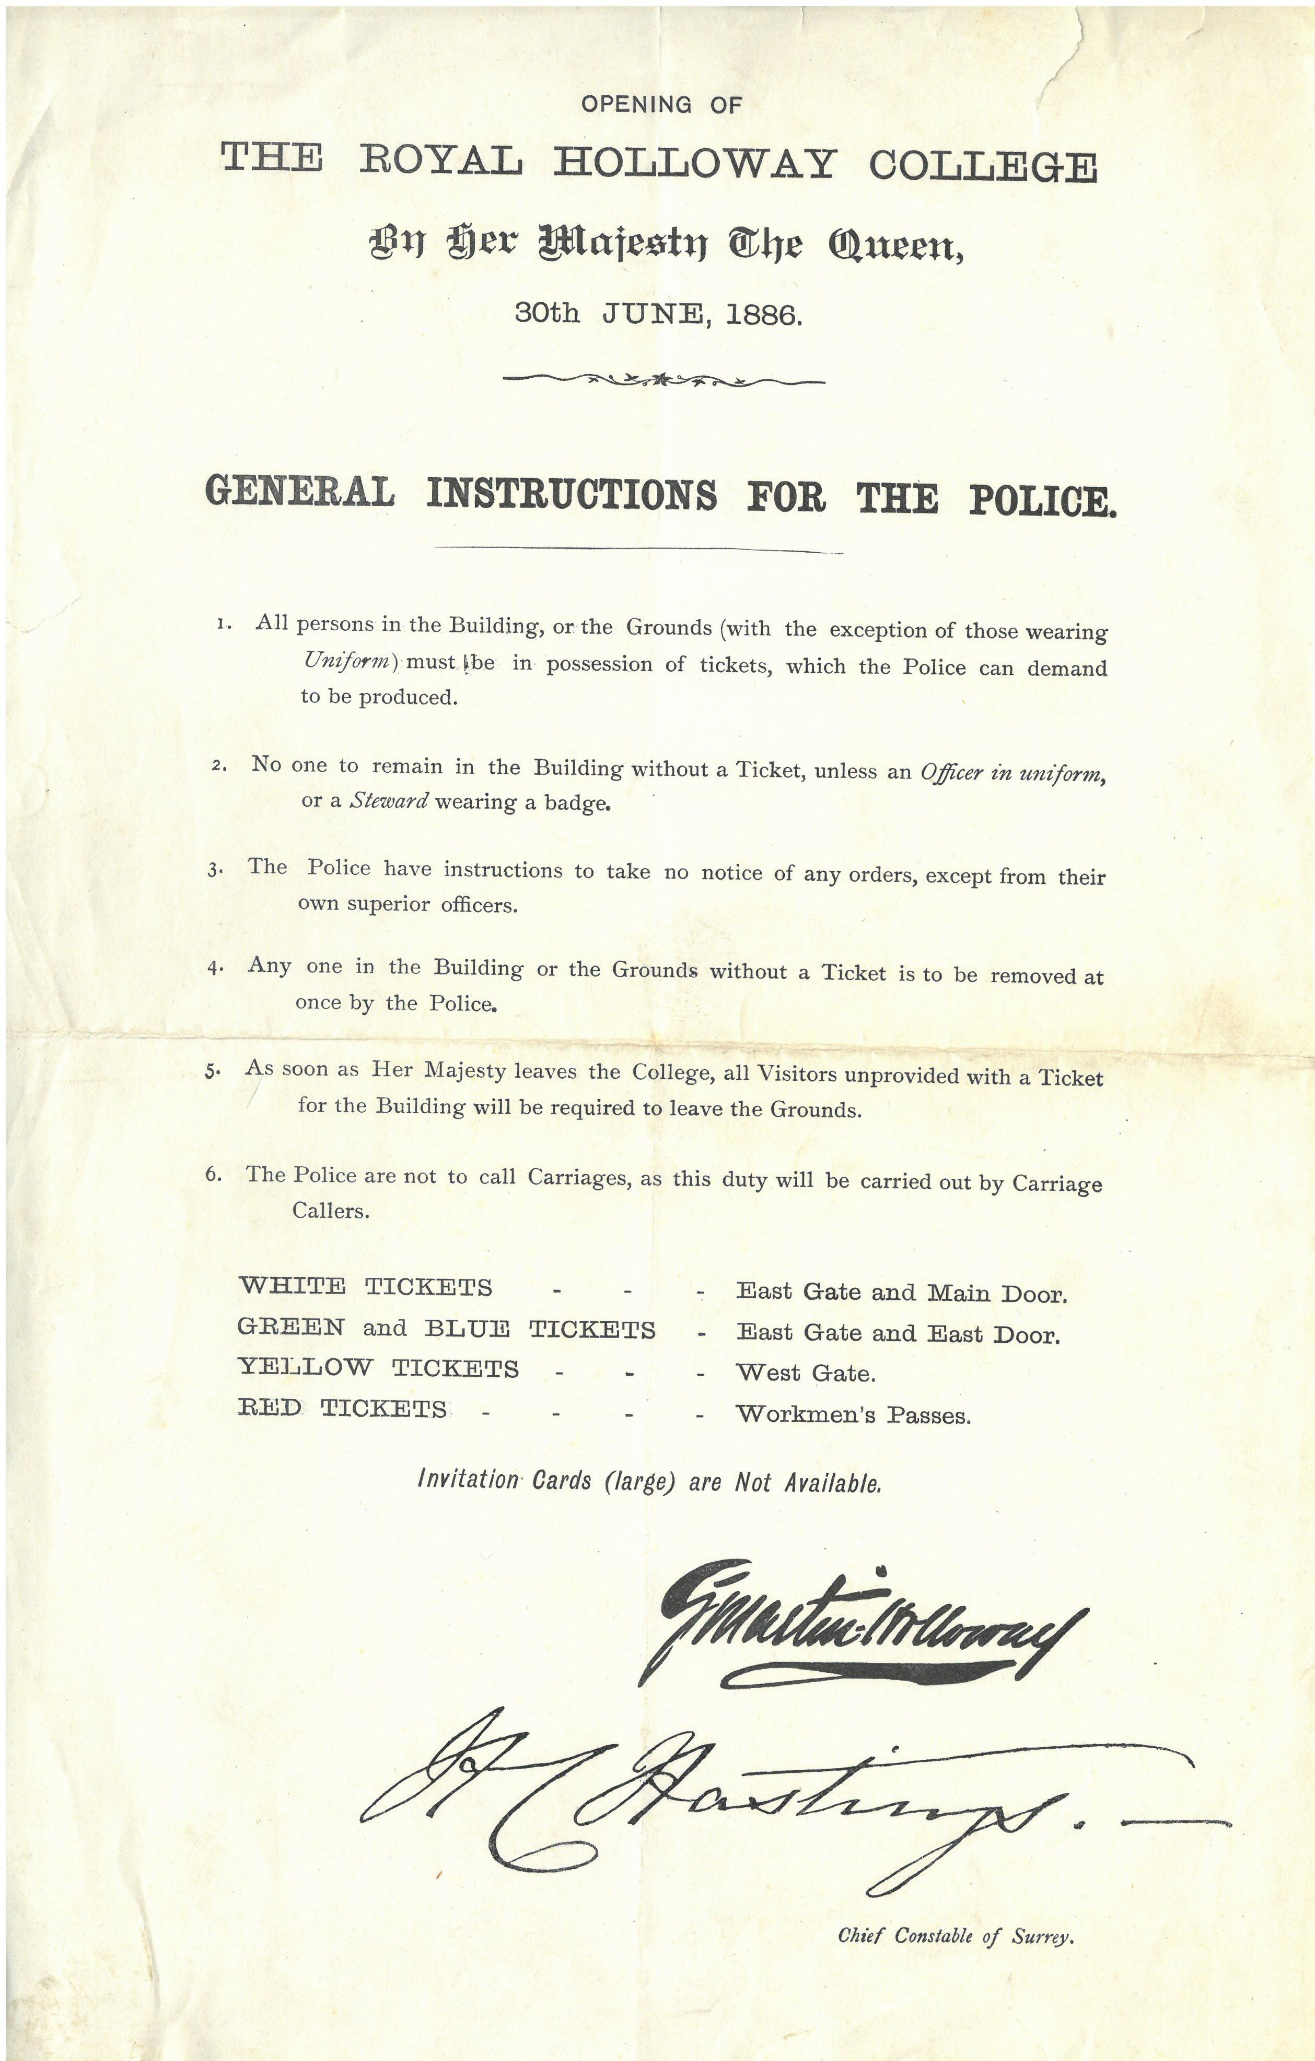 OPENING OF
THE ROYAL HOLLOWAY COLLEGE
By Her Majesty The Queen,
30th JUNE, 1886.
GENERAL INSTRUCTIONS FOR THE POLICE.
1. All persons in the Building, or the Grounds (with the exception of those wearing
Uniform) must be in possession of tickets, which the Police can demand
to be produced.
2. No one to remain in the Building without a Ticket, unless an Officer in uniform,
or a Steward wearing a badge.
3. The Police have instructions to take no notice of any orders, except from their
own superior officers.
4. Any one in the Building or the Grounds without a Ticket is to be removed at
once by the Police.
5. As soon as Her Majesty leaves the College, all Visitors unprovided with a Ticket
for the Building will be required to leave the Grounds.
6. The Police are not to call Carriages, as this duty will be carried out by Carriage
Callers.
WHITE TICKETS - - - East Gate and Main Door.
GREEN and BLUE TICKETS - East Gate and East Door.
YELLOW TICKETS - - - West Gate.
RED TICKETS - - - - Workmen's Passes.
Invitation Cards (large) are Not Available.
G Martin-Holloway
H C Hastings. —
Chief Constable of Surrey.